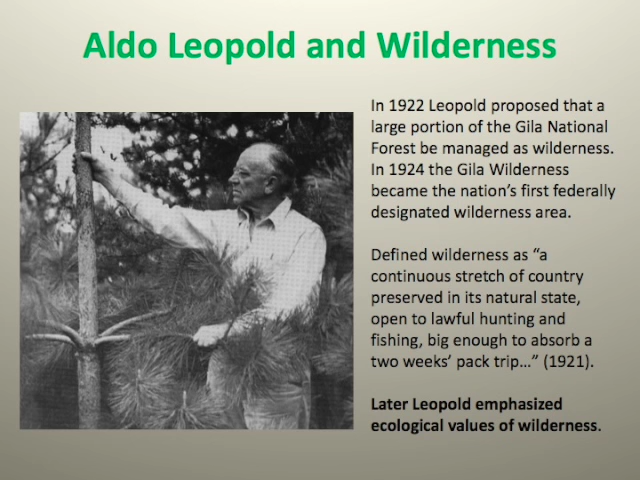 Aldo Leopold and Wilderness
In 1922 Leopold proposed that a
large portion of the Gila National
Forest be managed as wilderness.
In 1924 the Gila Wilderness
became the nation’s first federally
designated wilderness area.
Defined wilderness as “a
continuous stretch of country
preserved in its natural state,
open to lawful hunting and
fishing, big enough to absorb a
two weeks’ pack trip…” (1921).
Later Leopold emphasized
ecological values of wilderness.